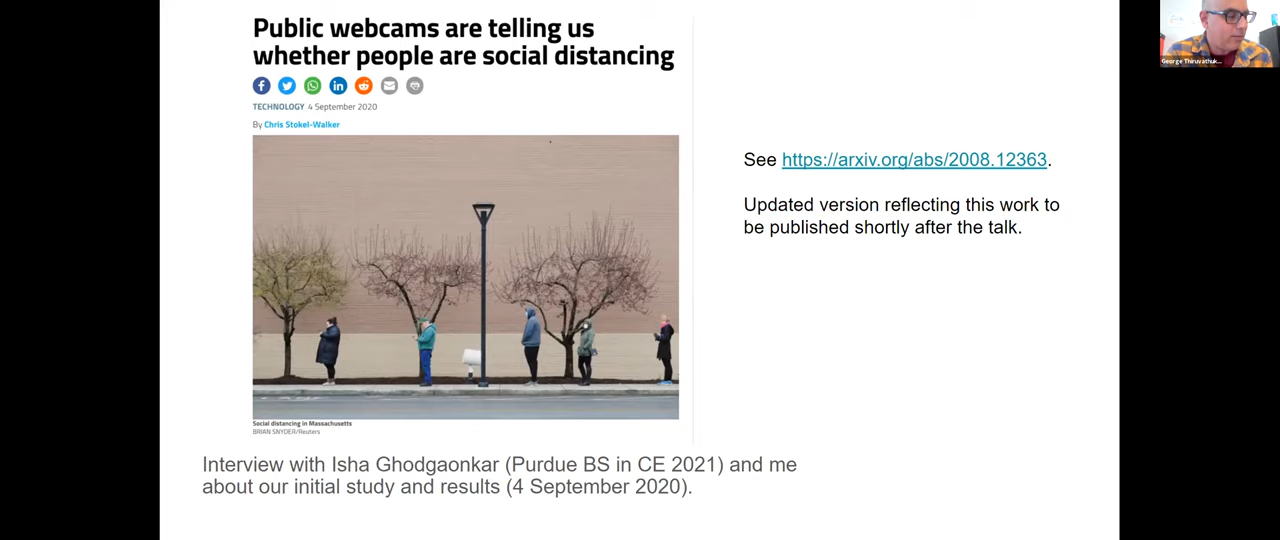 Public webcams are telling us
whether people are social distancing
TECHNOLOGY 4 September 2020
By Chris Stokel-Walker
Social distancing in Massachusetts
BRIAN SNYDER/Reuters
See https://arxiv.org/abs/2008.12363.
Updated version reflecting this work to
be published shortly after the talk.
Interview with Isha Ghodgaonkar (Purdue BS in CE 2021) and me
about our initial study and results (4 September 2020).
George Thiruvathuk...